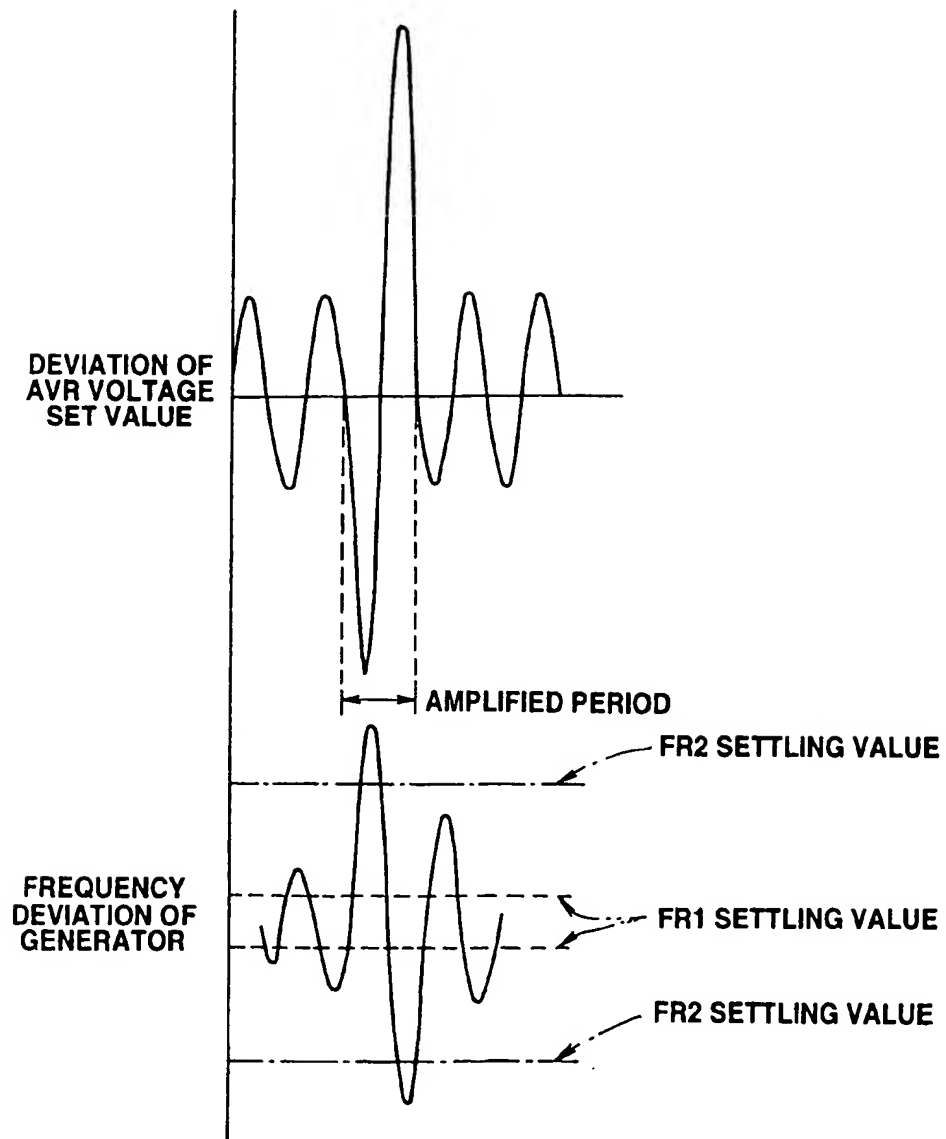 DEVIATION OF
AVR VOLTAGE
SET VALUE
AMPLIFIED PERIOD
FR2 SETTLING VALUE
FREQUENCY
DEVIATION OF
GENERATOR
FR1 SETTLING VALUE
FR2 SETTLING VALUE